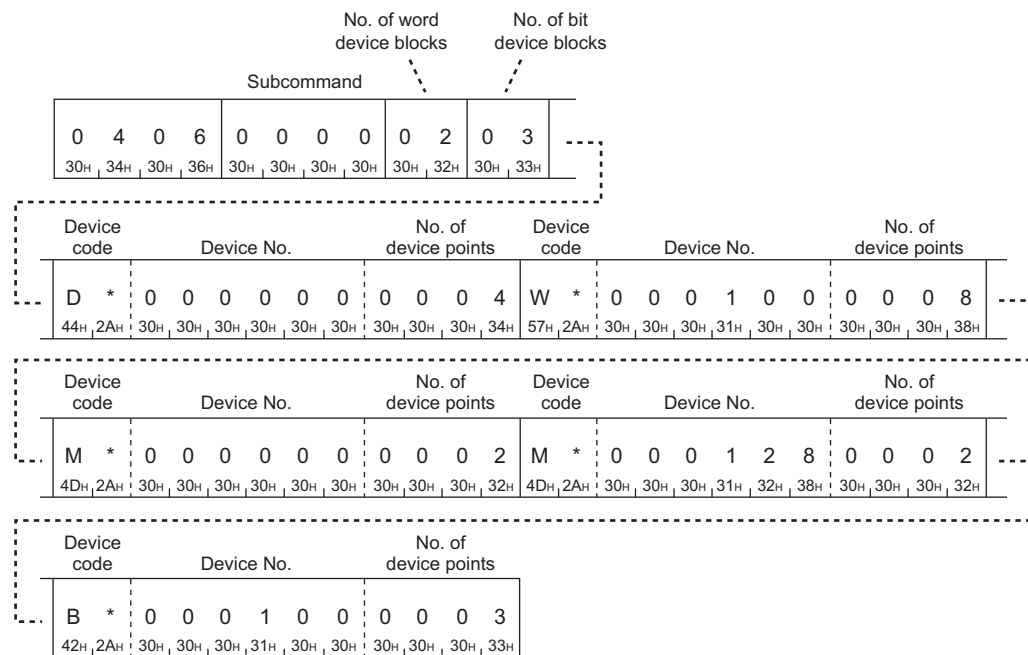 No. of word device blocks
No. of bit device blocks
Subcommand
0 4 0 6 0 0 0 0 0 2 0 3
30H 34H 30H 36H 30H 30H 30H 30H 30H 32H 30H 33H
Device code Device No. No. of device points Device code Device No. No. of device points
D * 0 0 0 0 0 0 0 0 0 4 W * 0 0 0 1 0 0 0 0 0 8
44H 2AH 30H 30H 30H 30H 30H 30H 30H 30H 30H 34H 57H 2AH 30H 30H 30H 31H 30H 30H 30H 30H 30H 38H
Device code Device No. No. of device points Device code Device No. No. of device points
M * 0 0 0 0 0 0 0 0 0 2 M * 0 0 0 1 2 8 0 0 0 2
4DH 2AH 30H 30H 30H 30H 30H 30H 30H 30H 30H 32H 4DH 2AH 30H 30H 30H 31H 32H 38H 30H 30H 30H 32H
Device code Device No. No. of device points
B * 0 0 0 1 0 0 0 0 0 3
42H 2AH 30H 30H 30H 31H 30H 30H 30H 30H 30H 33H